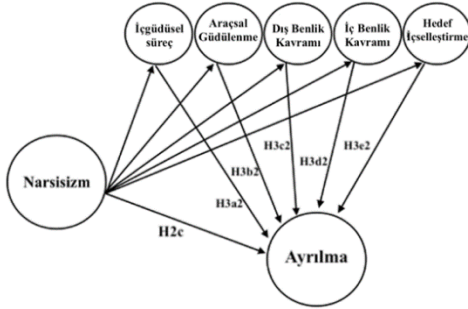 İçgüdüsel
süreç
Araçsal
Güdülenme
Dış Benlik
Kavramı
İç Benlik
Kavramı
Hedef
İçselleştirme
Narsisizm
H3a2
H3b2
H3c2
H3d2
H3e2
H2c
Ayrılma